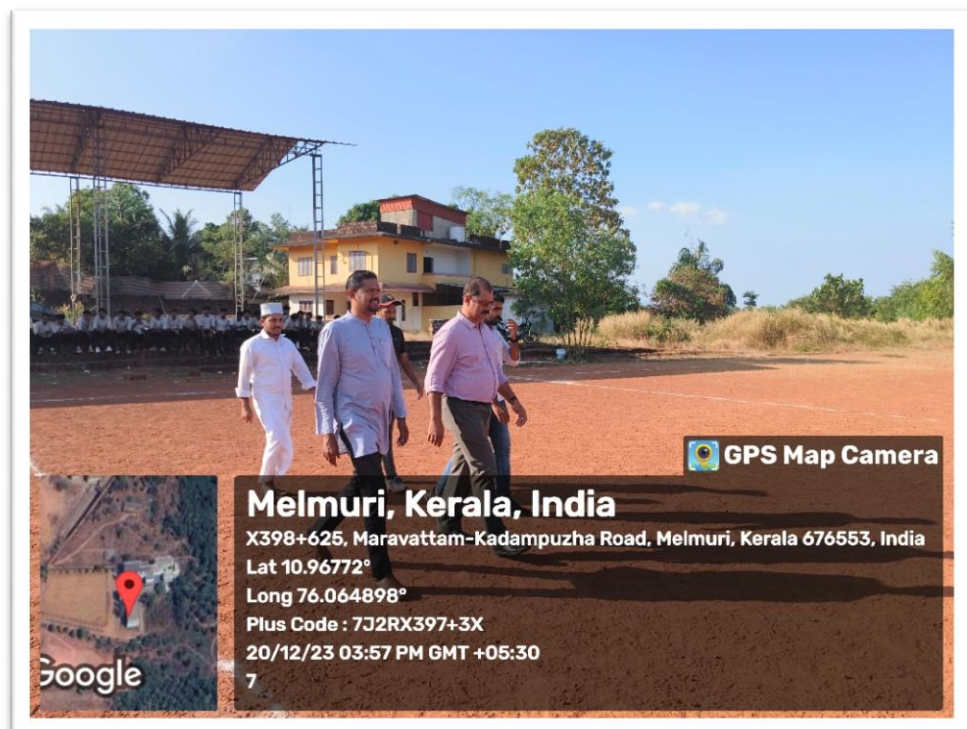 GPS Map Camera
Melmuri, Kerala, India
X398+625, Maravattam-Kadampuzha Road, Melmuri, Kerala 676553, India
Lat 10.96772°
Long 76.064898°
Plus Code : 7J2RX397+3X
20/12/23 03:57 PM GMT +05:30
7
Google